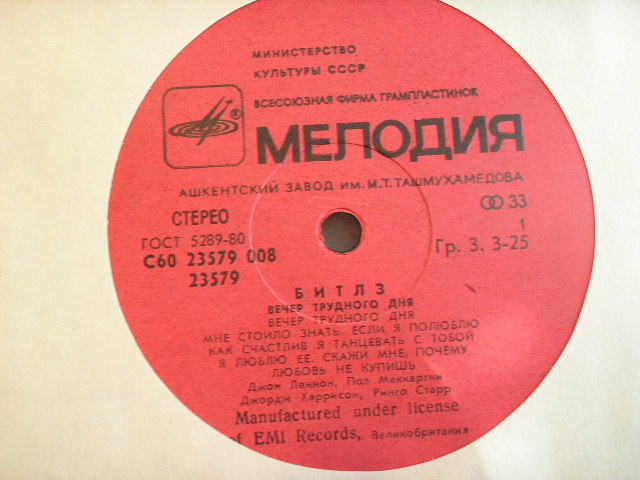 МИНИСТЕРСТВО
КУЛЬТУРЫ СССР
ВСЕСОЮЗНАЯ ФИРМА ГРАМПЛАСТИНОК
®
МЕЛОДИЯ
АШКЕНТСКИЙ ЗАВОД ИМ. М.Т. ТАШМУХАМЕДОВА
СТЕРЕО
33
ГОСТ 5289-80
1
С60 23579 008
Гр. 3. 3-25
23579
БИТЛЗ
ВЕЧЕР ТРУДНОГО ДНЯ
ВЕЧЕР ТРУДНОГО ДНЯ
МНЕ СТОИЛО ЗНАТЬ. ЕСЛИ Я ПОЛЮБЛЮ
КАК СЧАСТЛИВ Я ТАНЦЕВАТЬ С ТОБОЙ
Я ЛЮБЛЮ ЕЕ. СКАЖИ МНЕ, ПОЧЕМУ
ЛЮБОВЬ НЕ КУПИШЬ
Джон Леннон, Пол Маккартни
Джордж Харрисон, Ринго Старр
Manufactured under license
of EMI Records, Великобритания